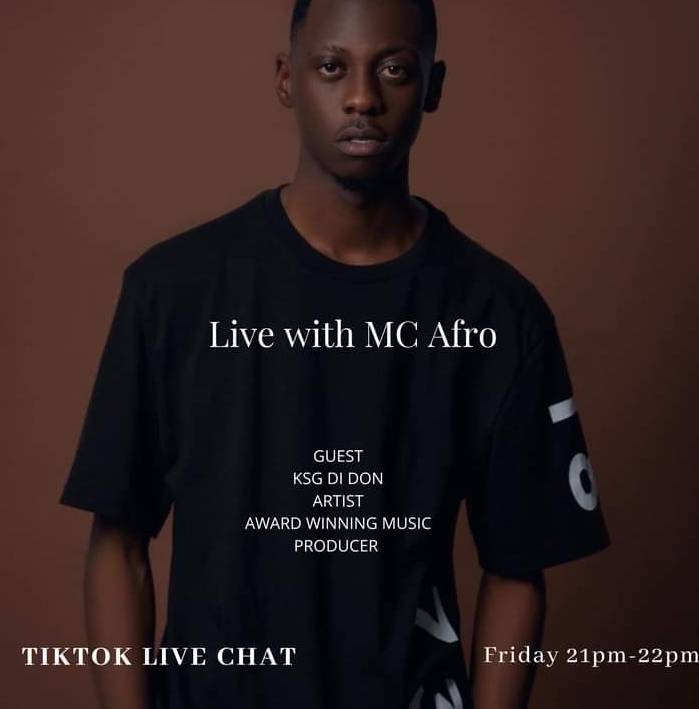 Live with MC Afro
GUEST
KSG DI DON
ARTIST
AWARD WINNING MUSIC
PRODUCER
TIKTOK LIVE CHAT
Friday 21pm-22pm